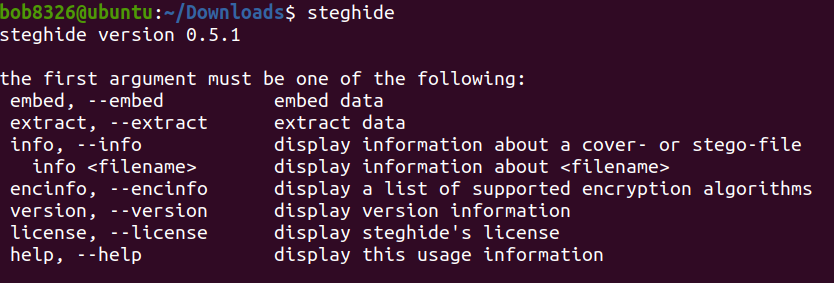 bob8326@ubuntu:~/Downloads$ steghide
steghide version 0.5.1

the first argument must be one of the following:
 embed, --embed          embed data
 extract, --extract      extract data
 info, --info            display information about a cover- or stego-file
   info <filename>       display information about <filename>
 encinfo, --encinfo      display a list of supported encryption algorithms
 version, --version      display version information
 license, --license      display steghide's license
 help, --help            display this usage information